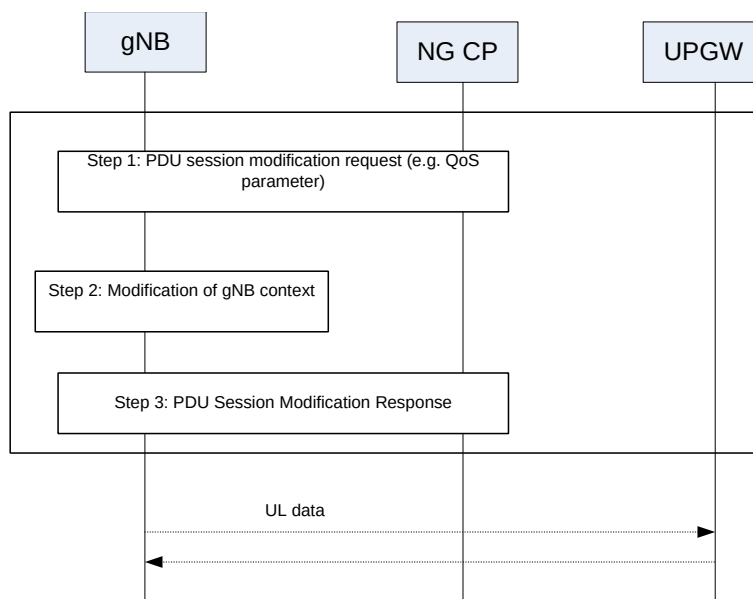 gNB
NG CP
UPGW
Step 1: PDU session modification request (e.g. QoS
parameter)
Step 2: Modification of gNB context
Step 3: PDU Session Modification Response
UL data